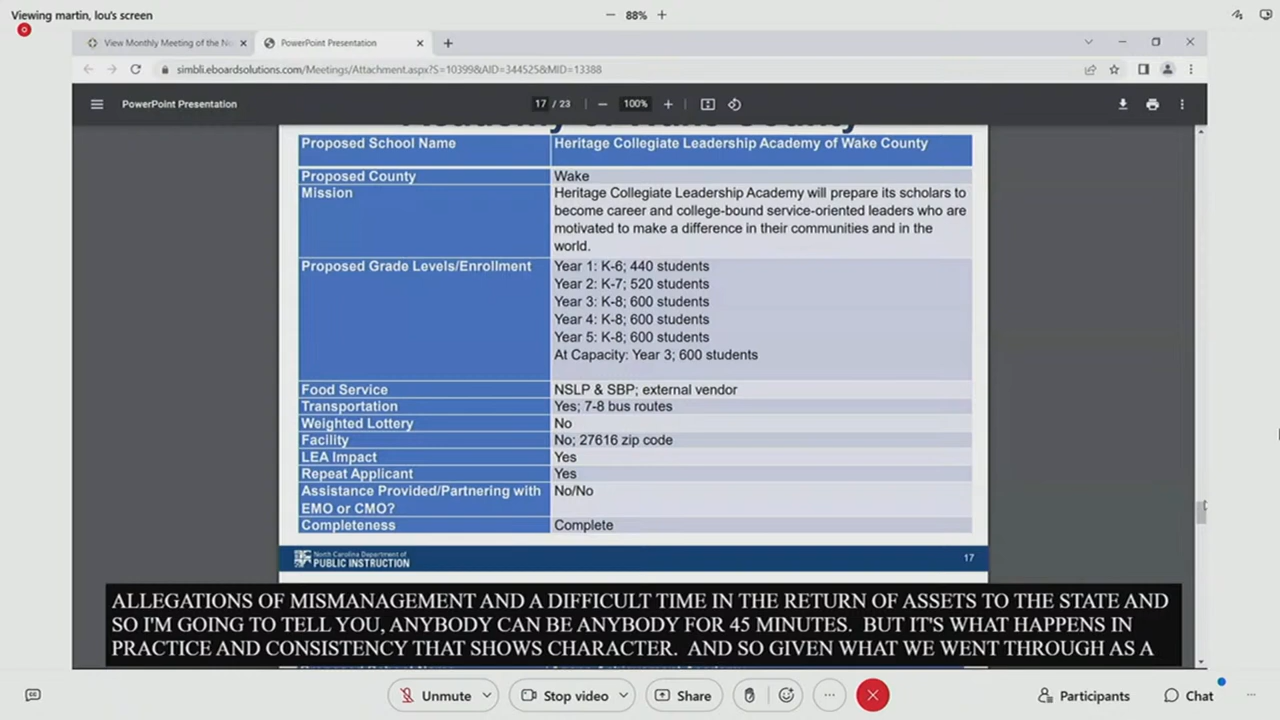 Viewing martin, lou's screen
88%
View Monthly Meeting of the N
PowerPoint Presentation
simbli.eboardsolutions.com/Meetings/Attachment.aspx?S=10399&AID=344525&MID=13388
PowerPoint Presentation
17 / 23
100%
Academy of Wake County
Proposed School Name
Heritage Collegiate Leadership Academy of Wake County
Proposed County
Wake
Mission
Heritage Collegiate Leadership Academy will prepare its scholars to
become career and college-bound service-oriented leaders who are
motivated to make a difference in their communities and in the
world.
Proposed Grade Levels/Enrollment
Year 1: K-6; 440 students
Year 2: K-7; 520 students
Year 3: K-8; 600 students
Year 4: K-8; 600 students
Year 5: K-8; 600 students
At Capacity: Year 3; 600 students
Food Service
NSLP & SBP; external vendor
Transportation
Yes; 7-8 bus routes
Weighted Lottery
No
Facility
No; 27616 zip code
LEA Impact
Yes
Repeat Applicant
Yes
Assistance Provided/Partnering with
EMO or CMO?
No/No
Completeness
Complete
North Carolina Department of
PUBLIC INSTRUCTION
17
ALLEGATIONS OF MISMANAGEMENT AND A DIFFICULT TIME IN THE RETURN OF ASSETS TO THE STATE AND
SO I'M GOING TO TELL YOU, ANYBODY CAN BE ANYBODY FOR 45 MINUTES. BUT IT'S WHAT HAPPENS IN
PRACTICE AND CONSISTENCY THAT SHOWS CHARACTER. AND SO GIVEN WHAT WE WENT THROUGH AS A
Unmute
Stop video
Share
Participants
Chat